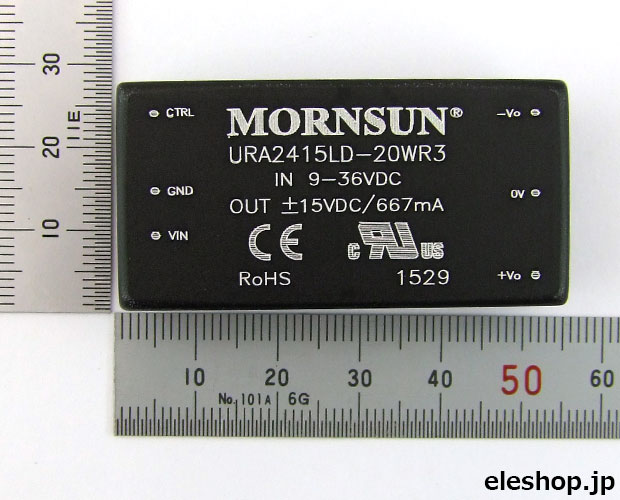 30
20
10
CTRL
GND
VIN
MORNSUN®
URA2415LD-20WR3
IN 9-36VDC
OUT ±15VDC/667mA
CE
c RU US
RoHS
1529
-Vo
0V
+Vo
10 20 30 40 50 60
No. 101A 6G
eleshop.jp